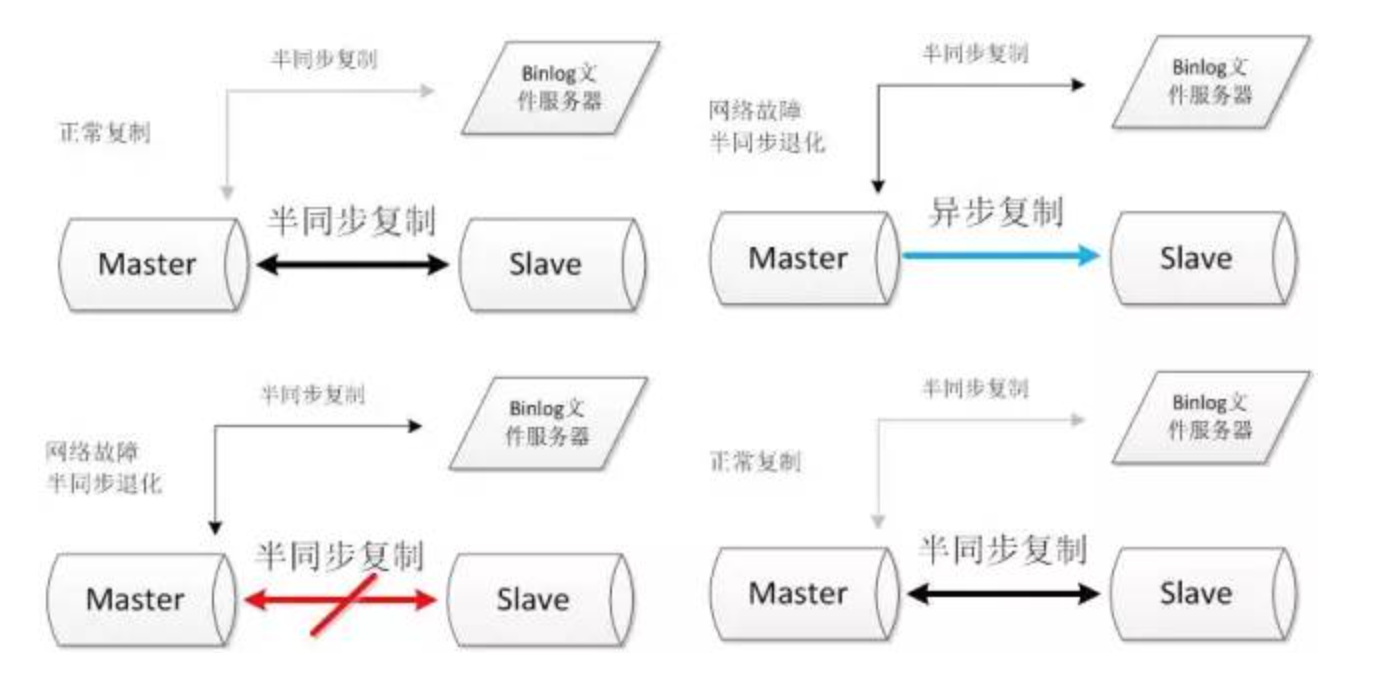 半同步复制
Binlog文
件服务器
正常复制
半同步复制
Master
Slave
半同步复制
Binlog文
件服务器
网络故障
半同步退化
异步复制
Master
Slave
半同步复制
Binlog文
件服务器
网络故障
半同步退化
半同步复制
Master
Slave
半同步复制
Binlog文
件服务器
正常复制
半同步复制
Master
Slave